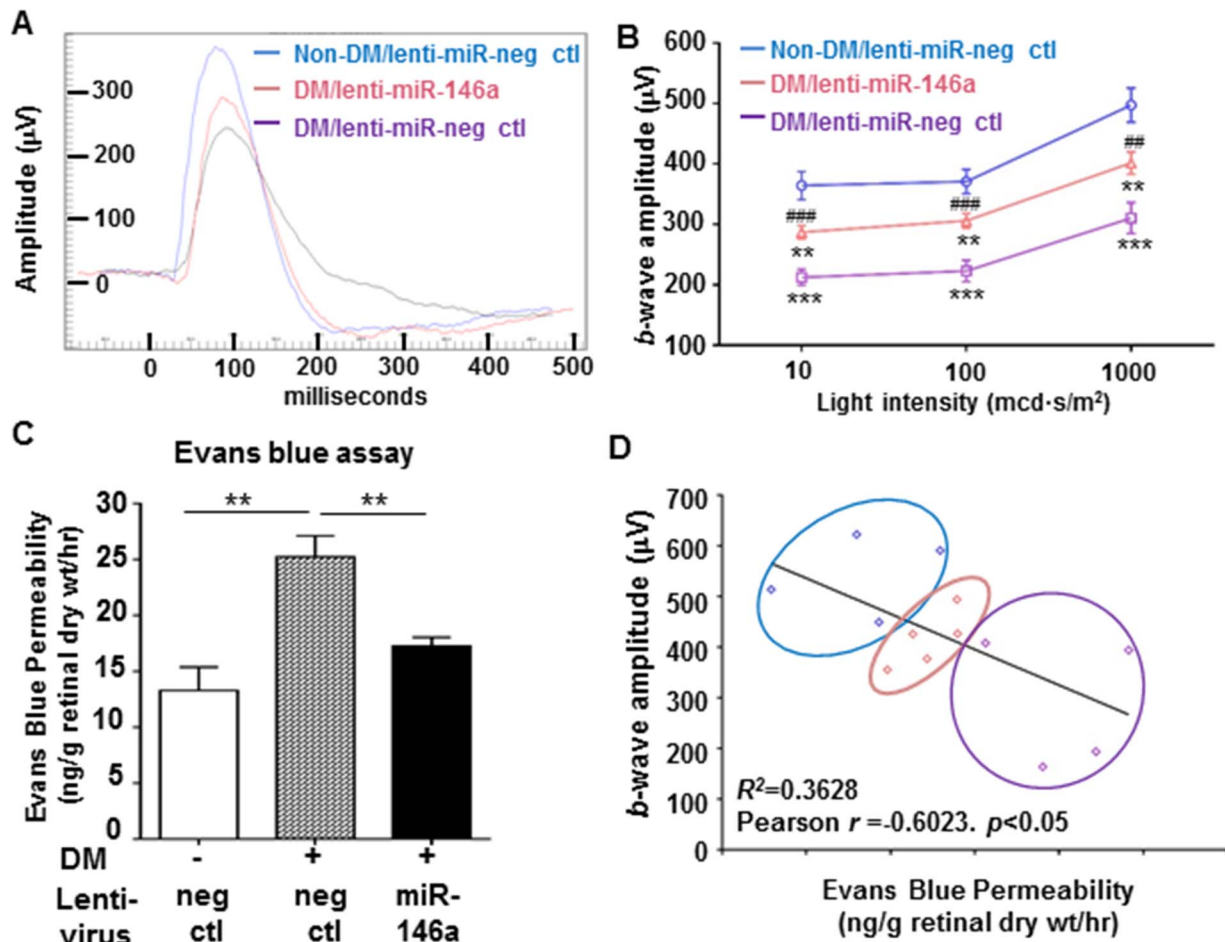 A
Amplitude (µV)
300
200
100
0
Non-DM/lenti-miR-neg ctl
DM/lenti-miR-146a
DM/lenti-miR-neg ctl
0 100 200 300 400 500
milliseconds
B
b-wave amplitude (µV)
600
500
400
300
200
100
Non-DM/lenti-miR-neg ctl
DM/lenti-miR-146a
DM/lenti-miR-neg ctl
### ### ##
** ** **
*** *** ***
10 100 1000
Light intensity (mcd·s/m²)
C
Evans blue assay
Evans Blue Permeability
(ng/g retinal dry wt/hr)
30
25
20
15
10
5
0
** **
DM - + +
Lenti- neg neg miR-
virus ctl ctl 146a
D
b-wave amplitude (µV)
700
600
500
400
300
200
100
0
R²=0.3628
Pearson r =-0.6023. p<0.05
Evans Blue Permeability
(ng/g retinal dry wt/hr)